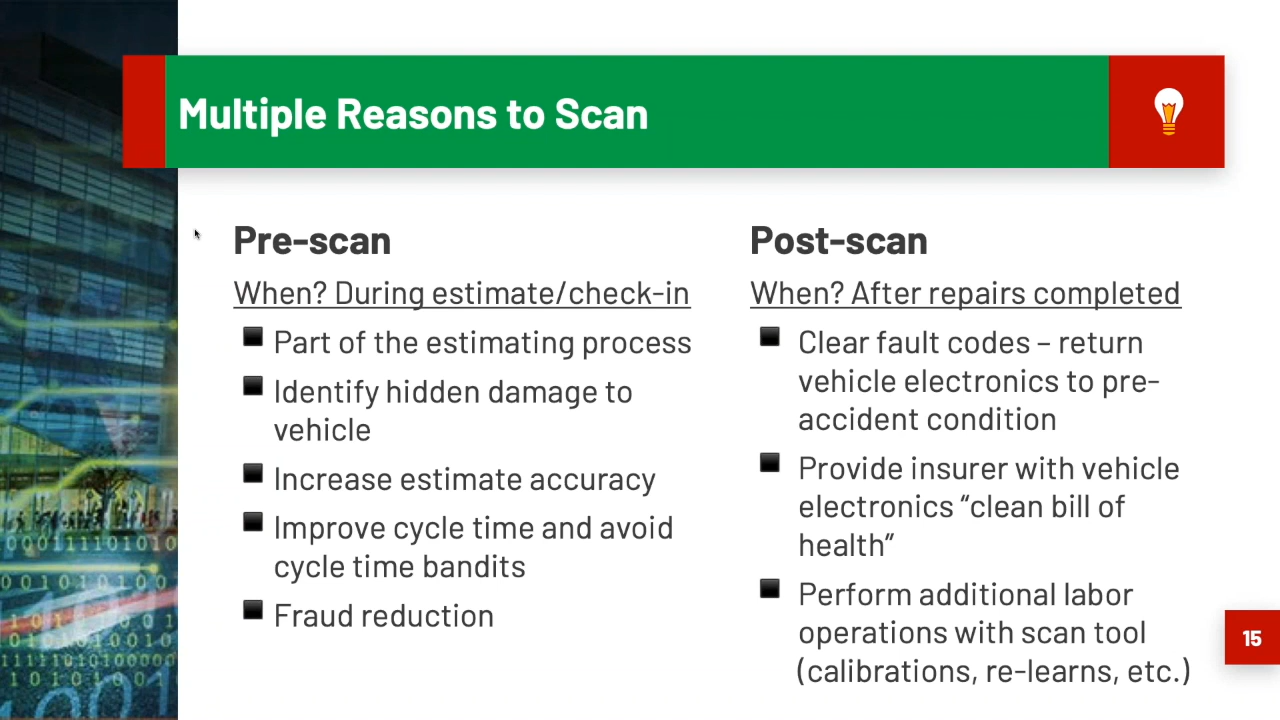 Multiple Reasons to Scan
Pre-scan
When? During estimate/check-in
Part of the estimating process
Identify hidden damage to
vehicle
Increase estimate accuracy
Improve cycle time and avoid
cycle time bandits
Fraud reduction
Post-scan
When? After repairs completed
Clear fault codes – return
vehicle electronics to pre-
accident condition
Provide insurer with vehicle
electronics “clean bill of
health”
Perform additional labor
operations with scan tool
(calibrations, re-learns, etc.)
15